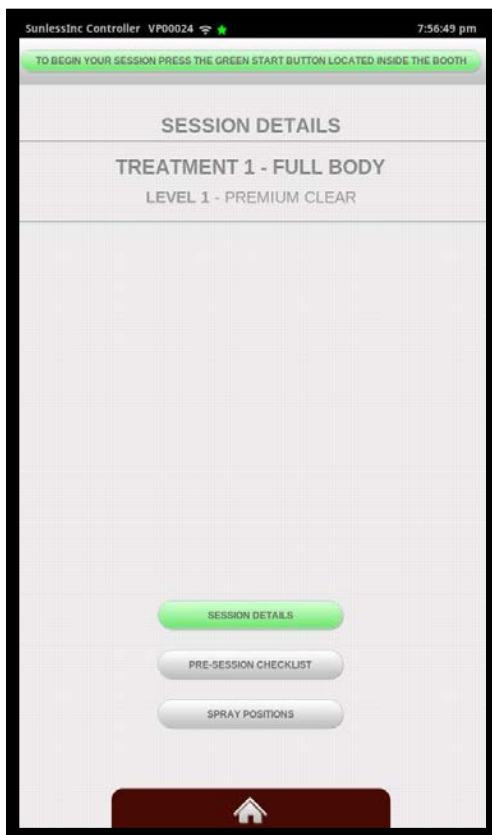 SunlessInc Controller VP00024 7:56:49 pm
TO BEGIN YOUR SESSION PRESS THE GREEN START BUTTON LOCATED INSIDE THE BOOTH
SESSION DETAILS
TREATMENT 1 - FULL BODY
LEVEL 1 - PREMIUM CLEAR
SESSION DETAILS
PRE-SESSION CHECKLIST
SPRAY POSITIONS